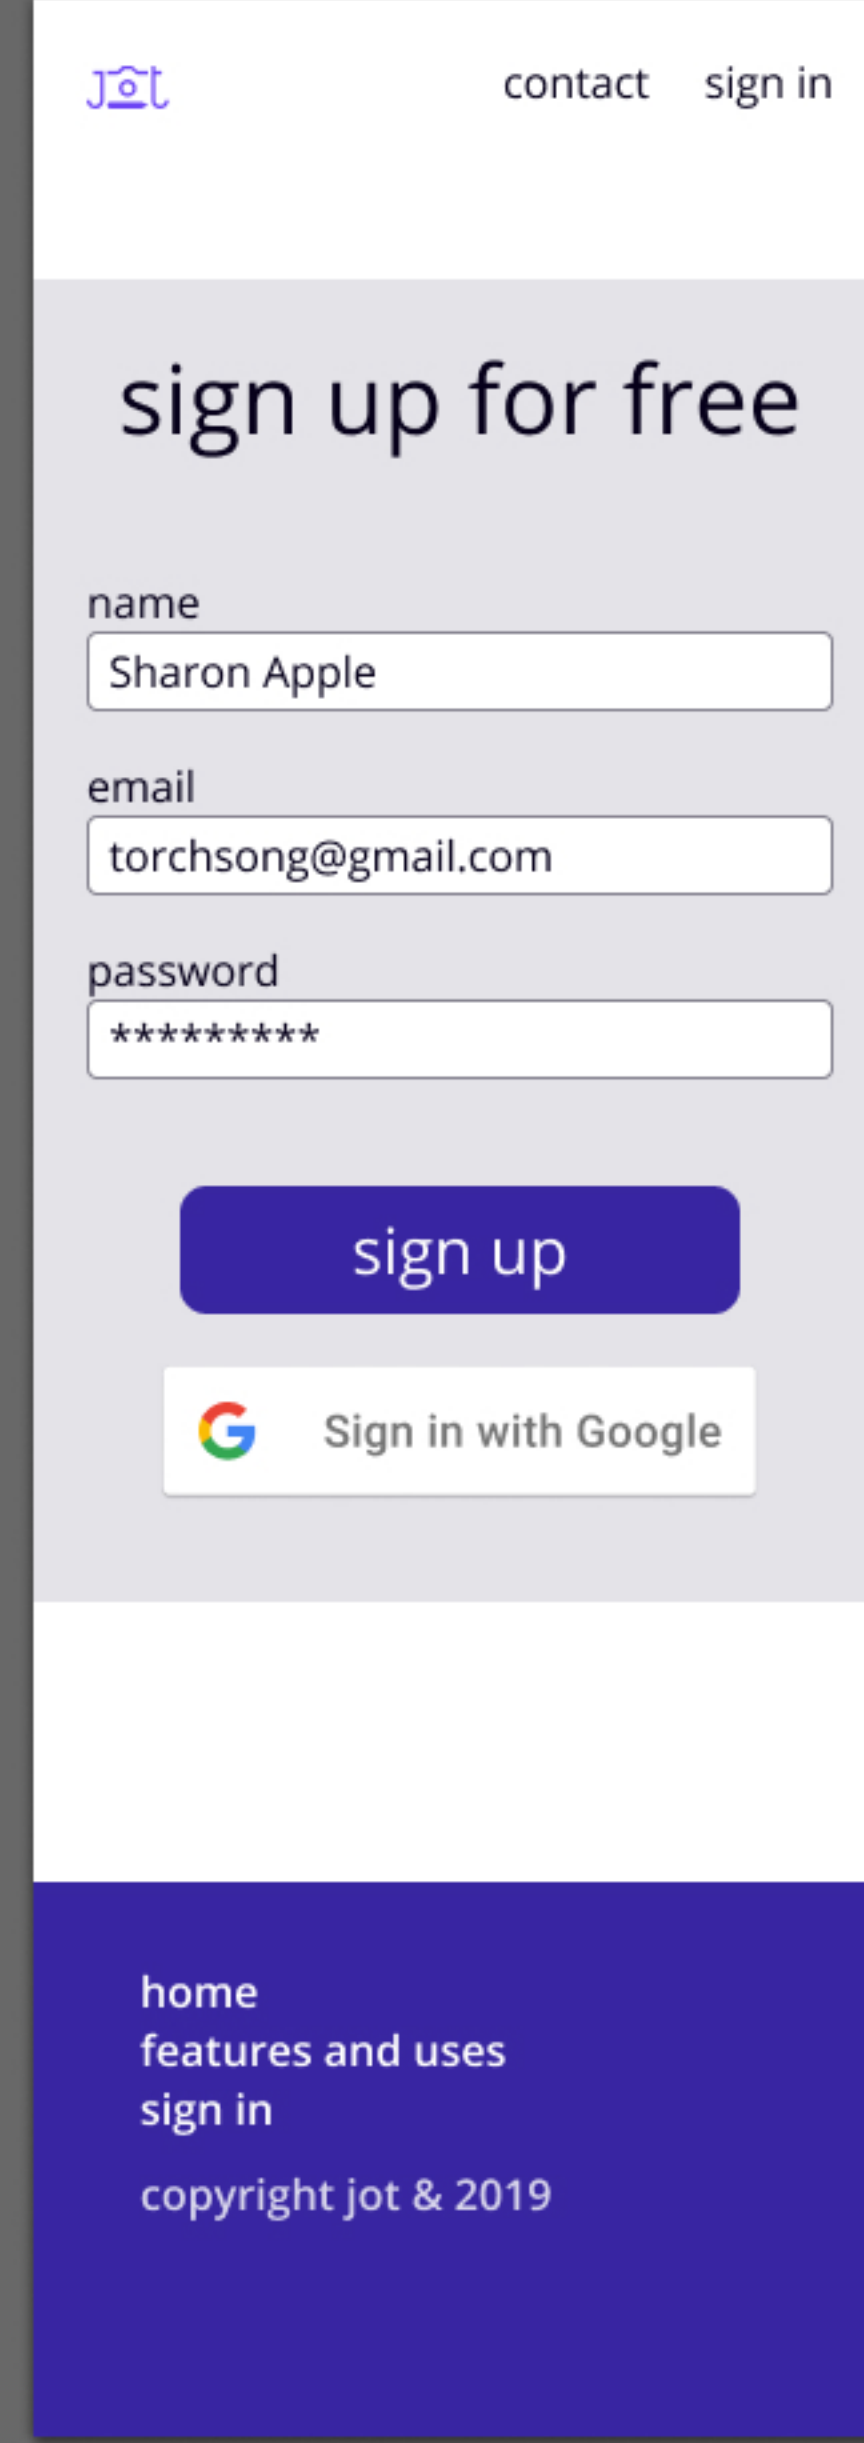 jot
contact sign in
sign up for free
name
Sharon Apple
email
torchsong@gmail.com
password
*********
sign up
Sign in with Google
home
features and uses
sign in
copyright jot & 2019